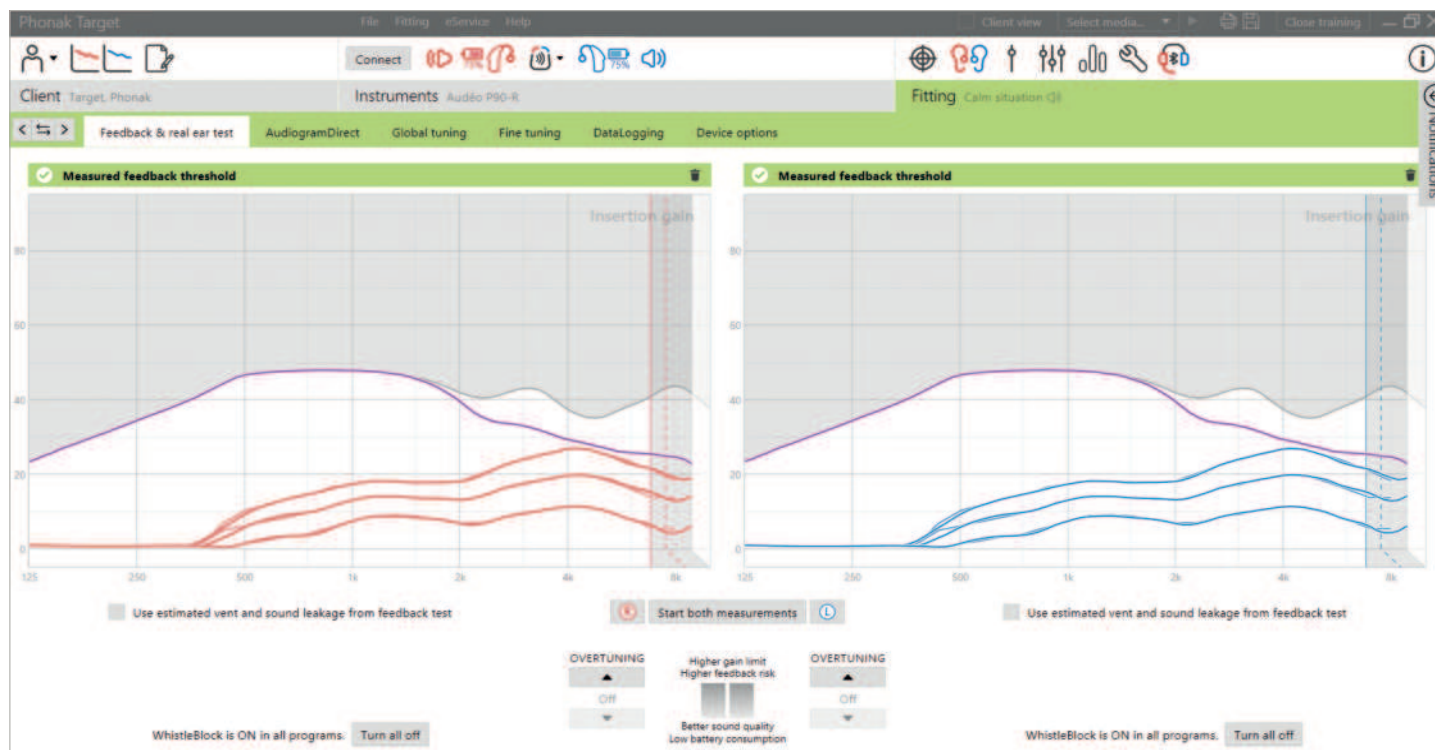 Phonak Target File Fitting eService Help Client view Select media... Close training
Connect 75%
Client Target, Phonak Instruments Audéo P90-R Fitting Calm situation
Notifications
Feedback & real ear test AudiogramDirect Global tuning Fine tuning DataLogging Device options
Measured feedback threshold Measured feedback threshold
Insertion gain Insertion gain
80 80
60 60
40 40
20 20
0 0
125 250 500 1k 2k 4k 8k 125 250 500 1k 2k 4k 8k
Use estimated vent and sound leakage from feedback test R Start both measurements L Use estimated vent and sound leakage from feedback test
OVERTUNING Higher gain limit OVERTUNING
Higher feedback risk
Off Off
Better sound quality
Low battery consumption
WhistleBlock is ON in all programs. Turn all off WhistleBlock is ON in all programs. Turn all off